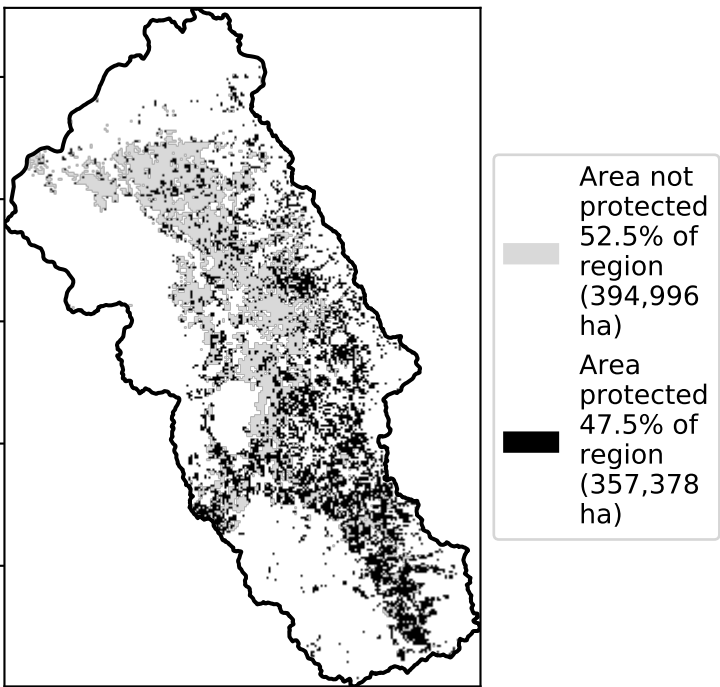 Area not
protected
52.5% of
region
(394,996
ha)
Area
protected
47.5% of
region
(357,378
ha)